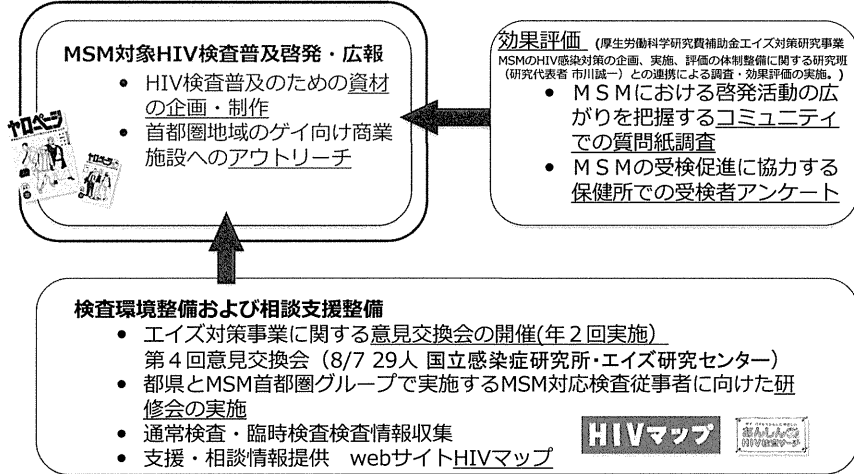 MSM対象HIV検査普及啓発・広報
• HIV検査普及のための資材
の企画・制作
• 首都圏地域のゲイ向け商業
施設へのアウトリーチ
ヤロページ
効果評価 (厚生労働科学研究費補助金エイズ対策研究事業
MSMのHIV感染対策の企画、実施、評価の体制整備に関する研究班
(研究代表者 市川誠一)との連携による調査・効果評価の実施。)
• MSMにおける啓発活動の広
がりを把握するコミュニティ
での質問紙調査
• MSMの受検促進に協力する
保健所での受検者アンケート
検査環境整備および相談支援整備
• エイズ対策事業に関する意見交換会の開催(年2回実施)
第4回意見交換会(8/7 29人 国立感染症研究所・エイズ研究センター)
• 都県とMSM首都圏グループで実施するMSM対応検査従事者に向けた研
修会の実施
• 通常検査・臨時検査検査情報収集
• 支援・相談情報提供 webサイトHIVマップ
HIVマップ
あんしん
HIV検査サーチ